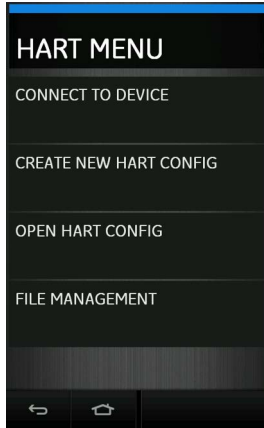 HART MENU
CONNECT TO DEVICE
CREATE NEW HART CONFIG
OPEN HART CONFIG
FILE MANAGEMENT